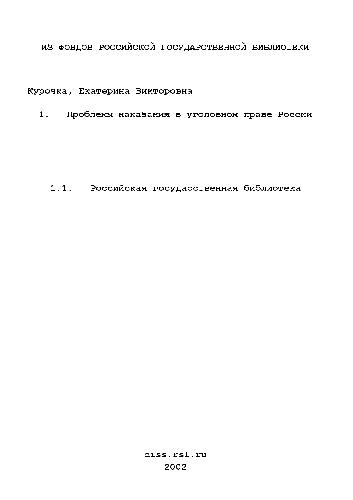 ИЗ ФОНДОВ РОССИЙСКОЙ ГОСУДАРСТВЕННОЙ БИБЛИОТЕКИ
Курочка, Екатерина Викторовна
1. Проблемы наказания в уголовном праве России
1.1. Российская государственная библиотека
diss.rsl.ru
2002